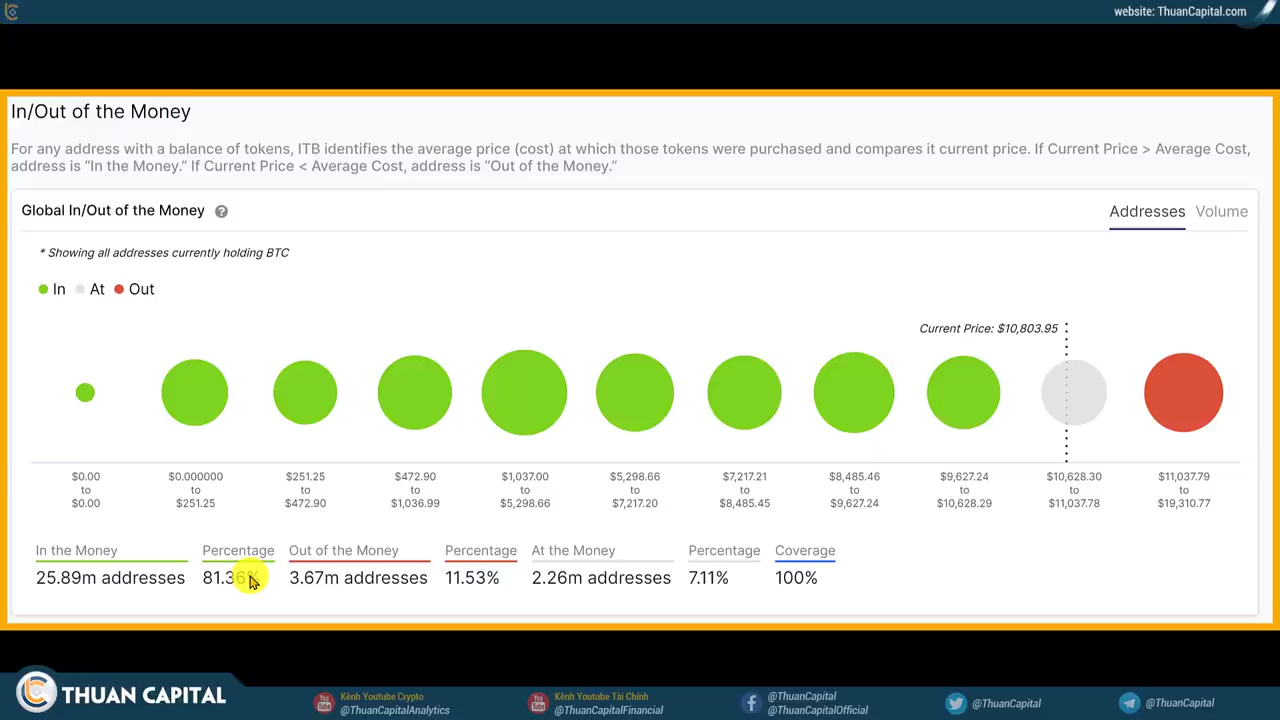 website: ThuanCapital.com
In/Out of the Money
For any address with a balance of tokens, ITB identifies the average price (cost) at which those tokens were purchased and compares it current price. If Current Price > Average Cost,
address is “In the Money.” If Current Price < Average Cost, address is “Out of the Money.“
Global In/Out of the Money ?
Addresses Volume
* Showing all addresses currently holding BTC
In At Out
Current Price: $10,803.95
$0.00 to $0.00
$0.000000 to $251.25
$251.25 to $472.90
$472.90 to $1,036.99
$1,037.00 to $5,298.66
$5,298.66 to $7,217.20
$7,217.21 to $8,485.45
$8,485.46 to $9,627.24
$9,627.24 to $10,628.29
$10,628.30 to $11,037.78
$11,037.79 to $19,310.77
In the Money Percentage Out of the Money Percentage At the Money Percentage Coverage
25.89m addresses 81.36% 3.67m addresses 11.53% 2.26m addresses 7.11% 100%
THUAN CAPITAL
Kênh Youtube Crypto
@ThuanCapitalAnalytics
Kênh Youtube Tài Chính
@ThuanCapitalFinancial
@ThuanCapital
@ThuanCapitalOfficial
@ThuanCapital
@ThuanCapital